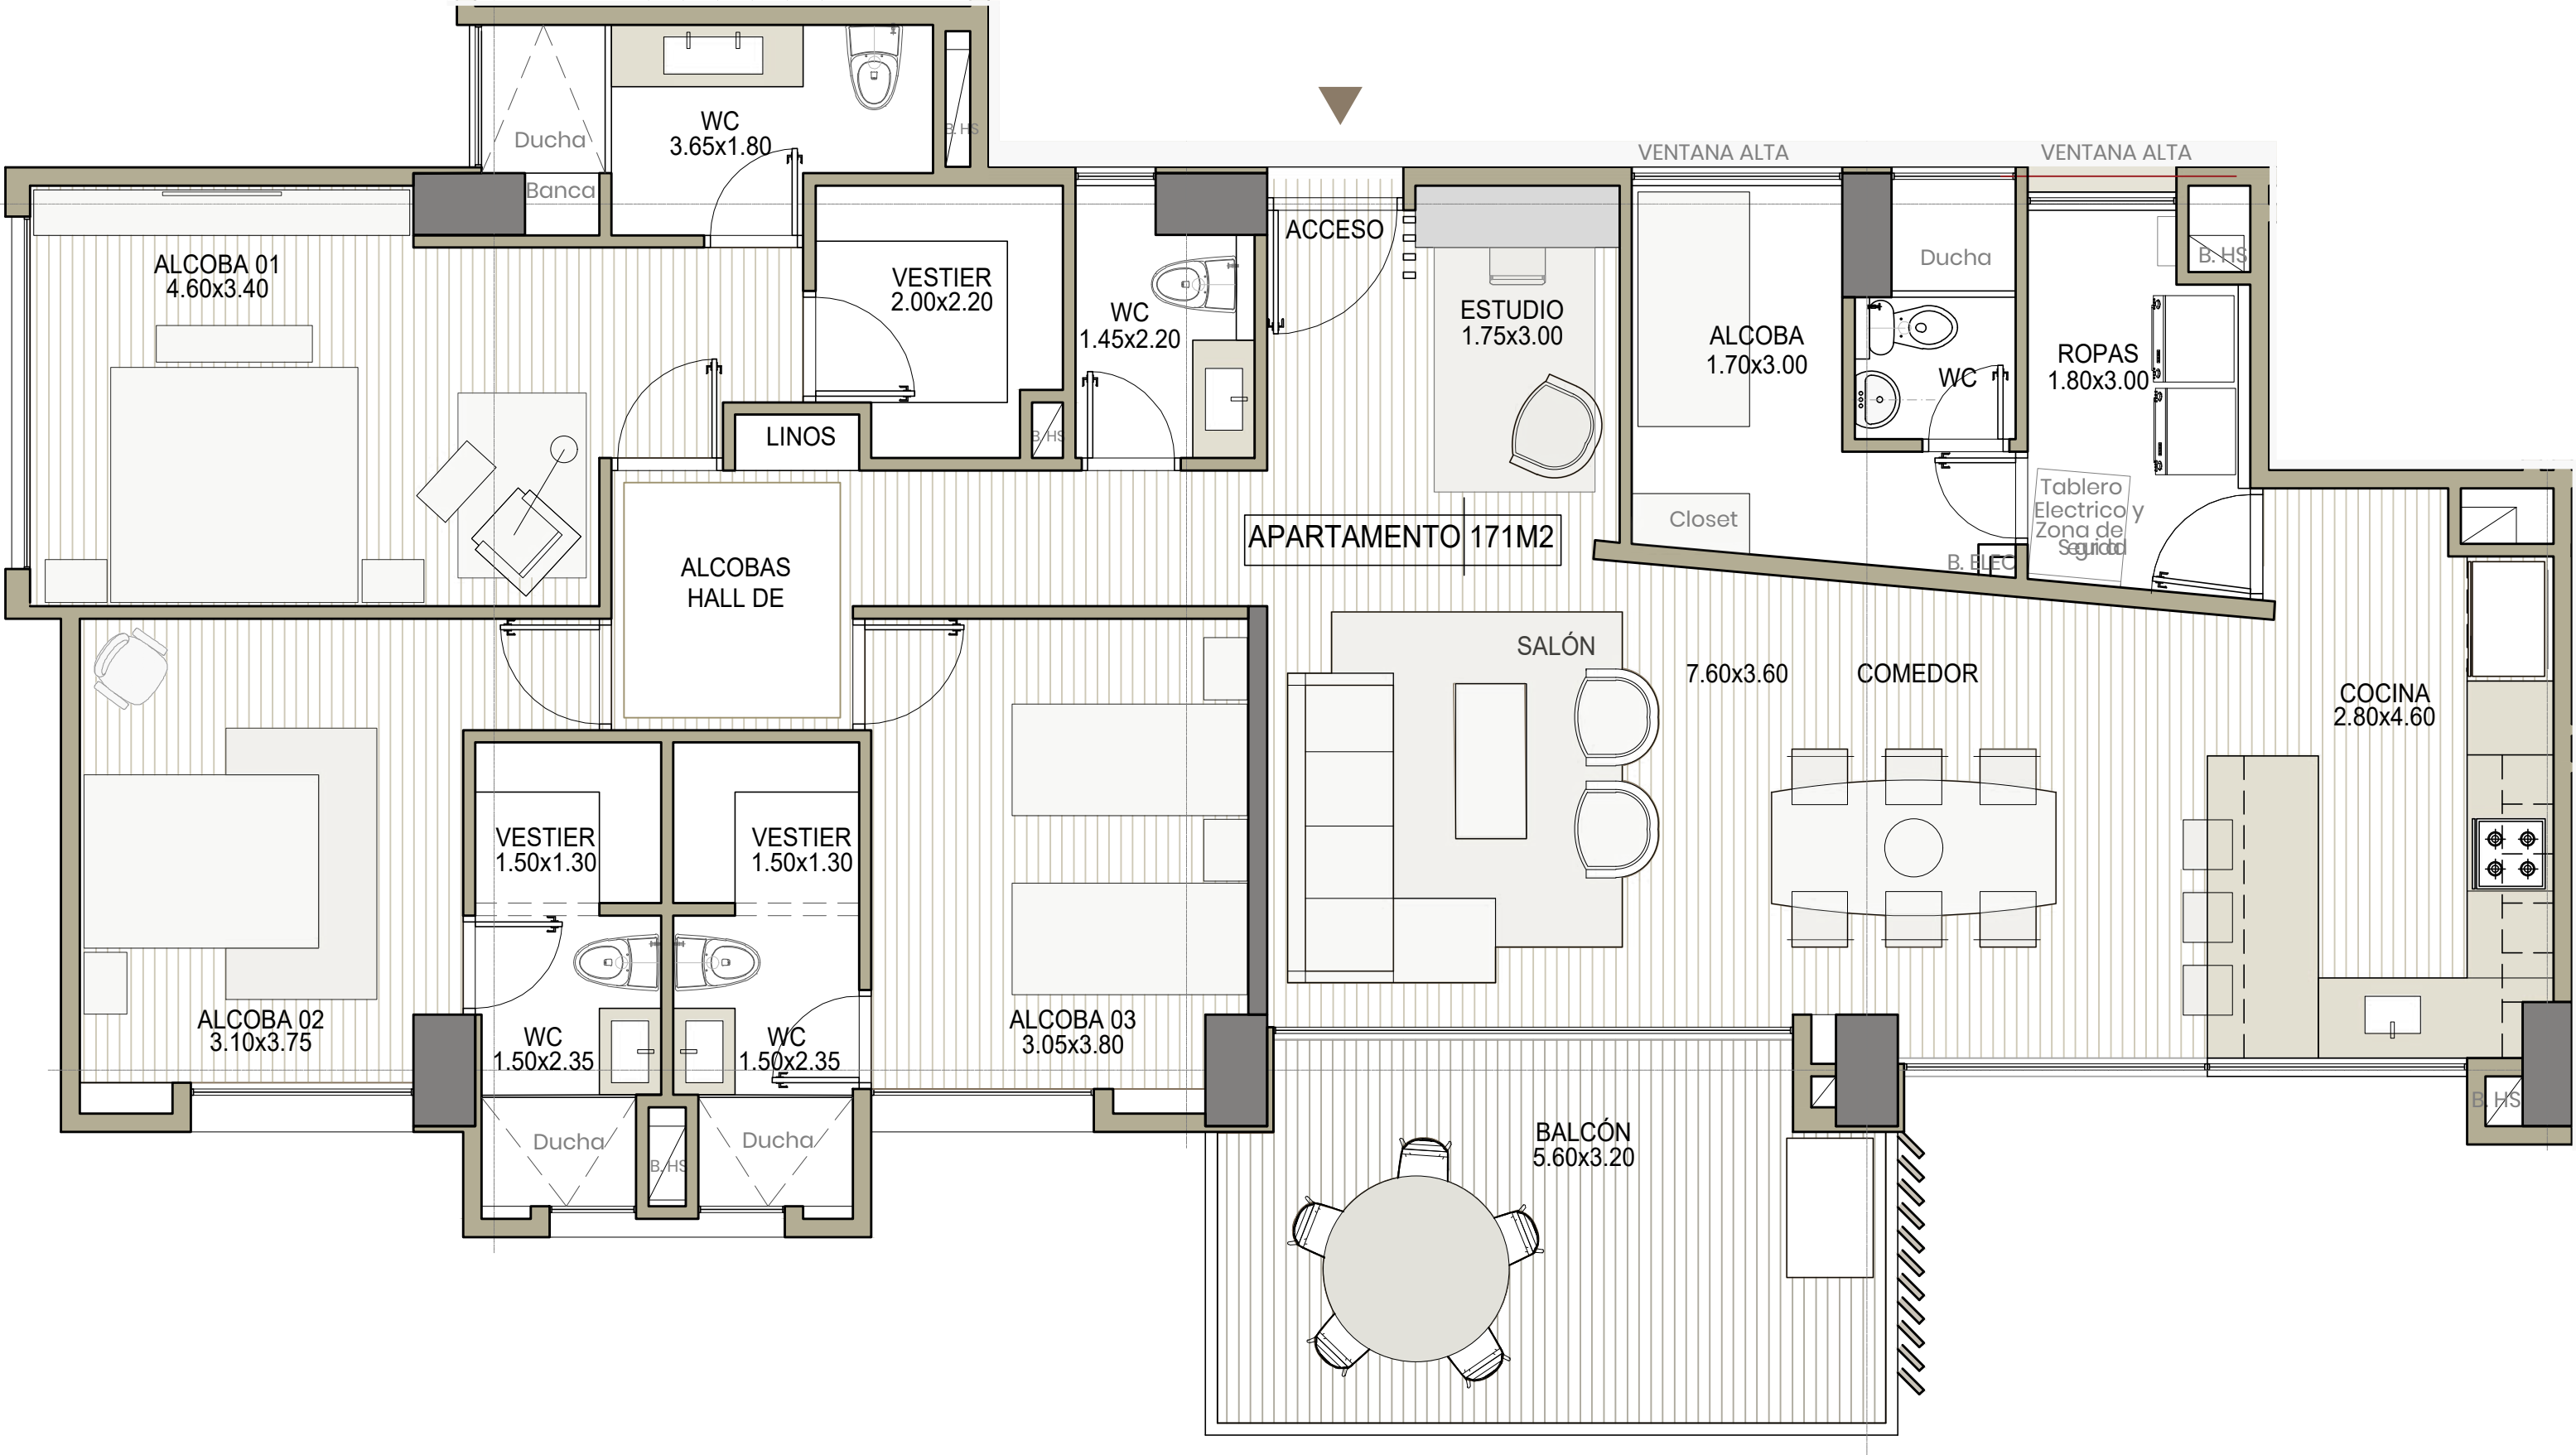 Ducha
WC
3.65x1.80
B. HS
Banca
VENTANA ALTA
VENTANA ALTA
ACCESO
ALCOBA 01
4.60x3.40
VESTIER
2.00x2.20
WC
1.45x2.20
ESTUDIO
1.75x3.00
ALCOBA
1.70x3.00
Ducha
WC
ROPAS
1.80x3.00
B. HS
LINOS
B. HS
Closet
Tablero
Electrico y
Zona de
B. ELEC
APARTAMENTO 171M2
ALCOBAS
HALL DE
SALÓN
7.60x3.60
COMEDOR
COCINA
2.80x4.60
VESTIER
1.50x1.30
VESTIER
1.50x1.30
ALCOBA 02
3.10x3.75
WC
1.50x2.35
WC
1.50x2.35
ALCOBA 03
3.05x3.80
Ducha
B. HS
Ducha
BALCÓN
5.60x3.20
B. HS